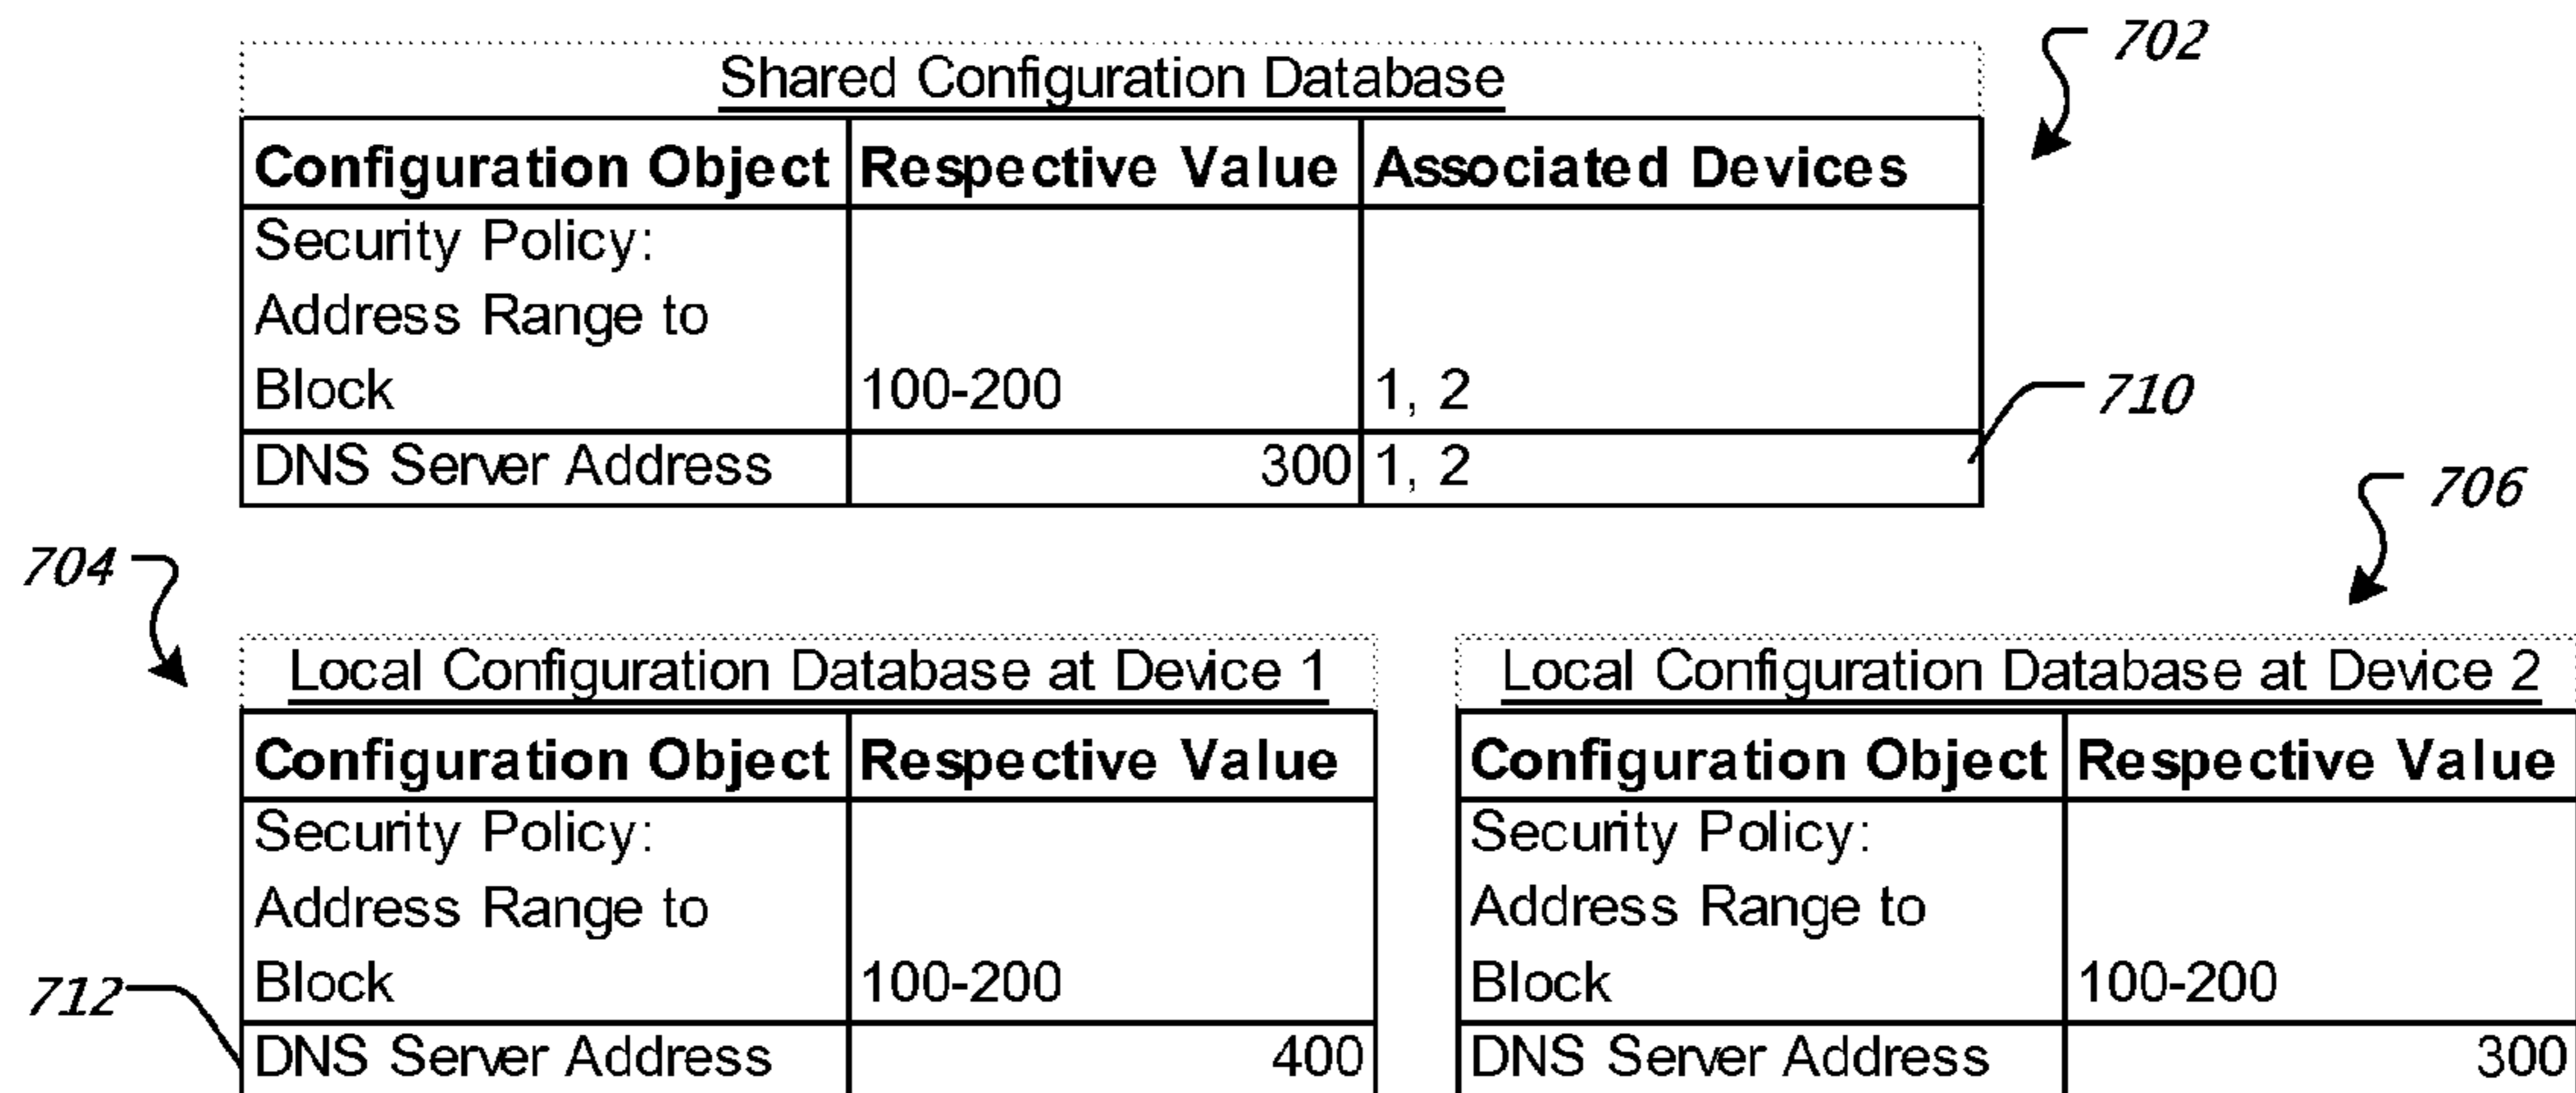 702
Shared Configuration Database
Configuration Object Respective Value Associated Devices
Security Policy:
Address Range to
Block 100-200 1, 2
710
DNS Server Address 300 1, 2
706
704
Local Configuration Database at Device 1
Configuration Object Respective Value
Security Policy:
Address Range to
Block 100-200
712
DNS Server Address 400
Local Configuration Database at Device 2
Configuration Object Respective Value
Security Policy:
Address Range to
Block 100-200
DNS Server Address 300